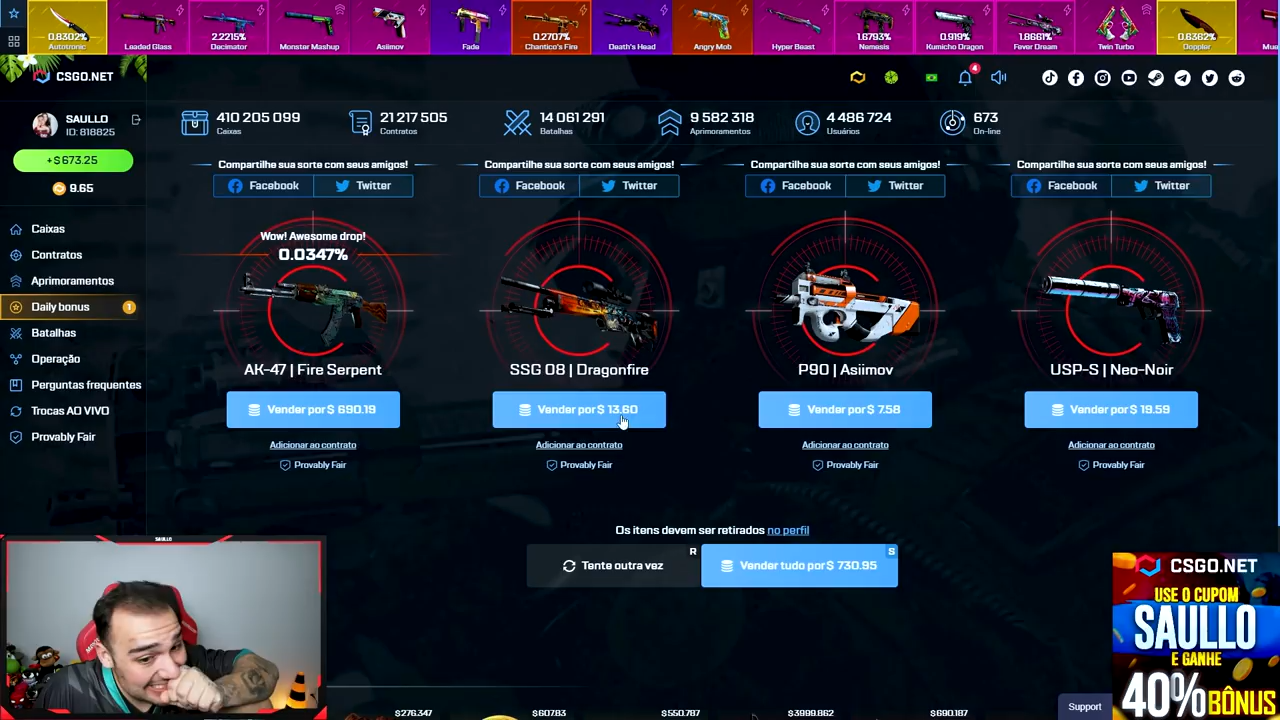 0.8302%
Autotronic
Leaded Glass
2.2215%
Decimator
Monster Mashup
Asiimov
Fade
0.2707%
Chantico's Fire
Death's Head
Angry Mob
Hyper Beast
1.6793%
Nemesis
0.919%
Kumicho Dragon
1.8661%
Fever Dream
Twin Turbo
0.6362%
Doppler
CSGO.NET
4
SAULLO
ID: 818825
+$ 673.25
9.65
410 205 099
Caixas
21 217 505
Contratos
14 061 291
Batalhas
9 582 318
Aprimoramentos
4 486 724
Usuários
673
On-line
Caixas
Contratos
Aprimoramentos
Daily bonus 1
Batalhas
Operação
Perguntas frequentes
Trocas AO VIVO
Provably Fair
Compartilhe sua sorte com seus amigos!
Facebook Twitter
Wow! Awesome drop!
0.0347%
AK-47 | Fire Serpent
Vender por $ 690.19
Adicionar ao contrato
Provably Fair
Compartilhe sua sorte com seus amigos!
Facebook Twitter
SSG 08 | Dragonfire
Vender por $ 13.60
Adicionar ao contrato
Provably Fair
Compartilhe sua sorte com seus amigos!
Facebook Twitter
P90 | Asiimov
Vender por $ 7.58
Adicionar ao contrato
Provably Fair
Compartilhe sua sorte com seus amigos!
Facebook Twitter
USP-S | Neo-Noir
Vender por $ 19.59
Adicionar ao contrato
Provably Fair
Os itens devem ser retirados no perfil
Tente outra vez R
Vender tudo por $ 730.95 S
SAULLO
$276.347
$607.83
$550.787
$3999.862
$690.187
Support
CSGO.NET
USE O CUPOM
SAULLO
E GANHE
40% BÔNUS